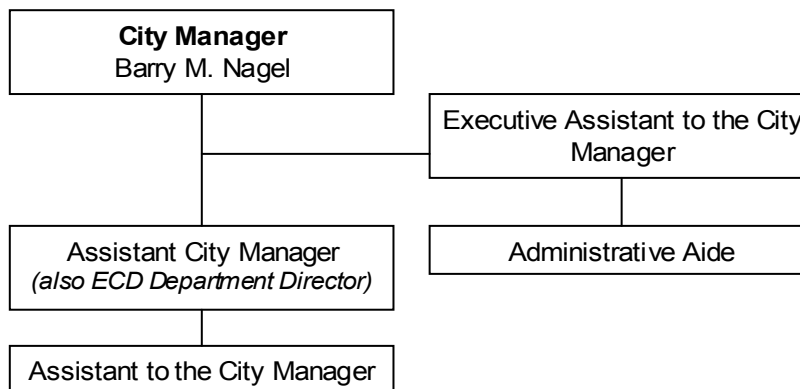 City Manager
Barry M. Nagel
Executive Assistant to the City
Manager
Assistant City Manager
(also ECD Department Director)
Administrative Aide
Assistant to the City Manager